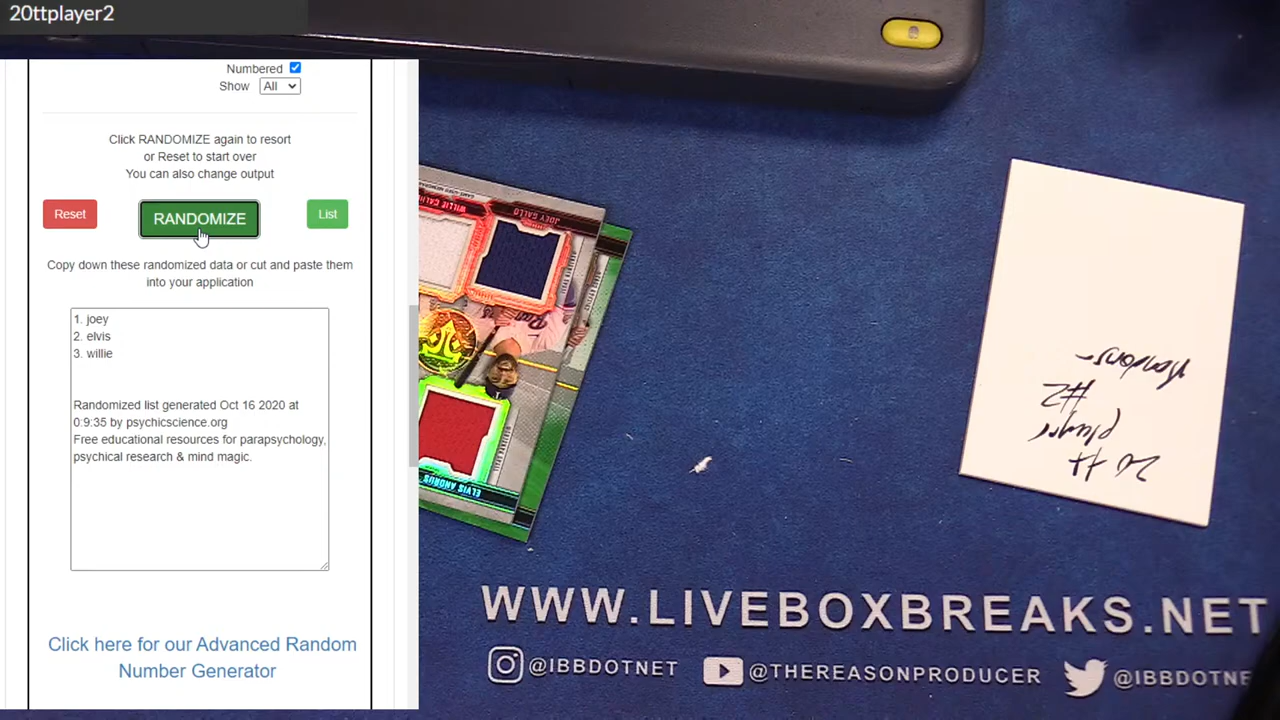 20ttplayer2
Numbered
Show All
Click RANDOMIZE again to resort
or Reset to start over
You can also change output
Reset
RANDOMIZE
List
Copy down these randomized data or cut and paste them
into your application
1. joey
2. elvis
3. willie
Randomized list generated Oct 16 2020 at
0:9:35 by psychicscience.org
Free educational resources for parapsychology,
psychical research & mind magic.
Click here for our Advanced Random
Number Generator
JOEY GALLO
WILLIE CALH
ELVIS ANDRUS
20 tt
player
#2
Randoms
WWW.LIVEBOXBREAKS.NET
@IBBDOTNET
@THEREASONPRODUCER
@IBBDOTNE